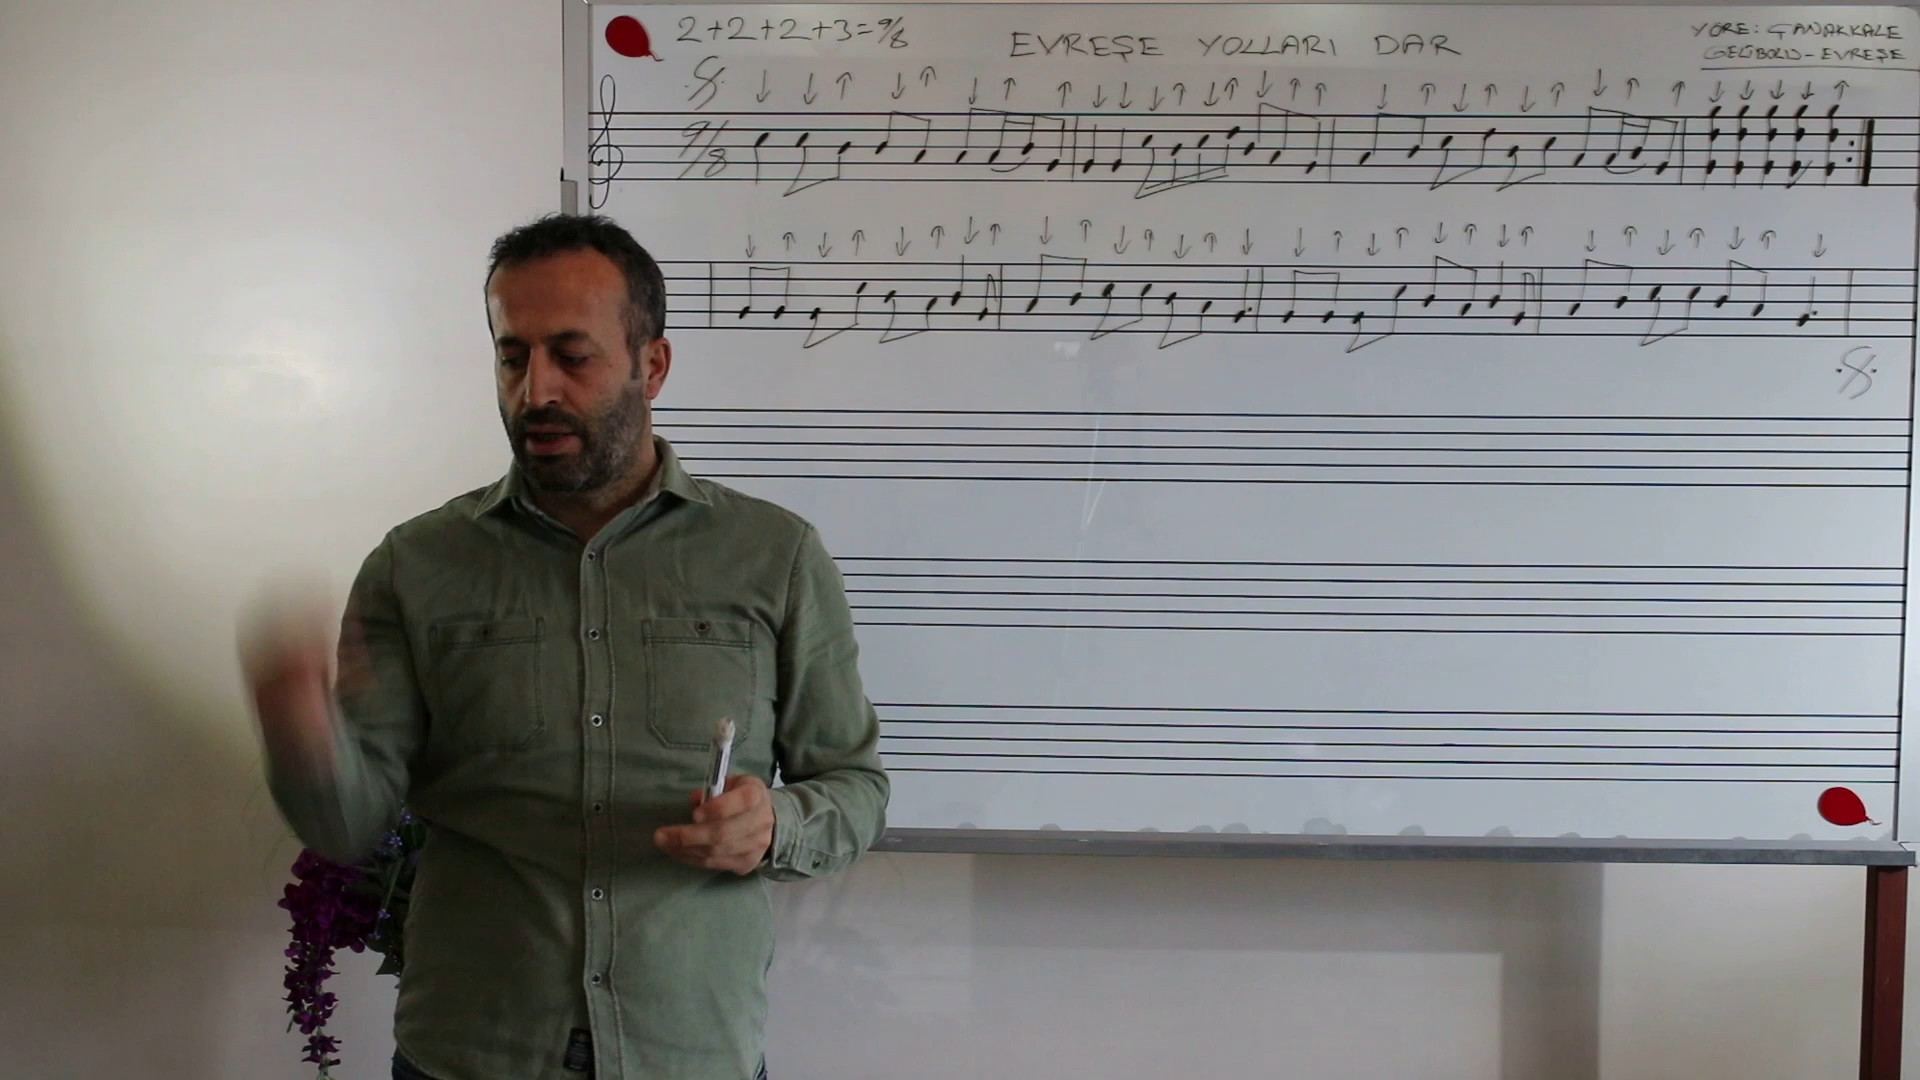 2+2+2+3=9/8
EVREŞE YOLLARI DAR
YÖRE: ÇANAKKALE
GELİBOLU-EVREŞE
9/8